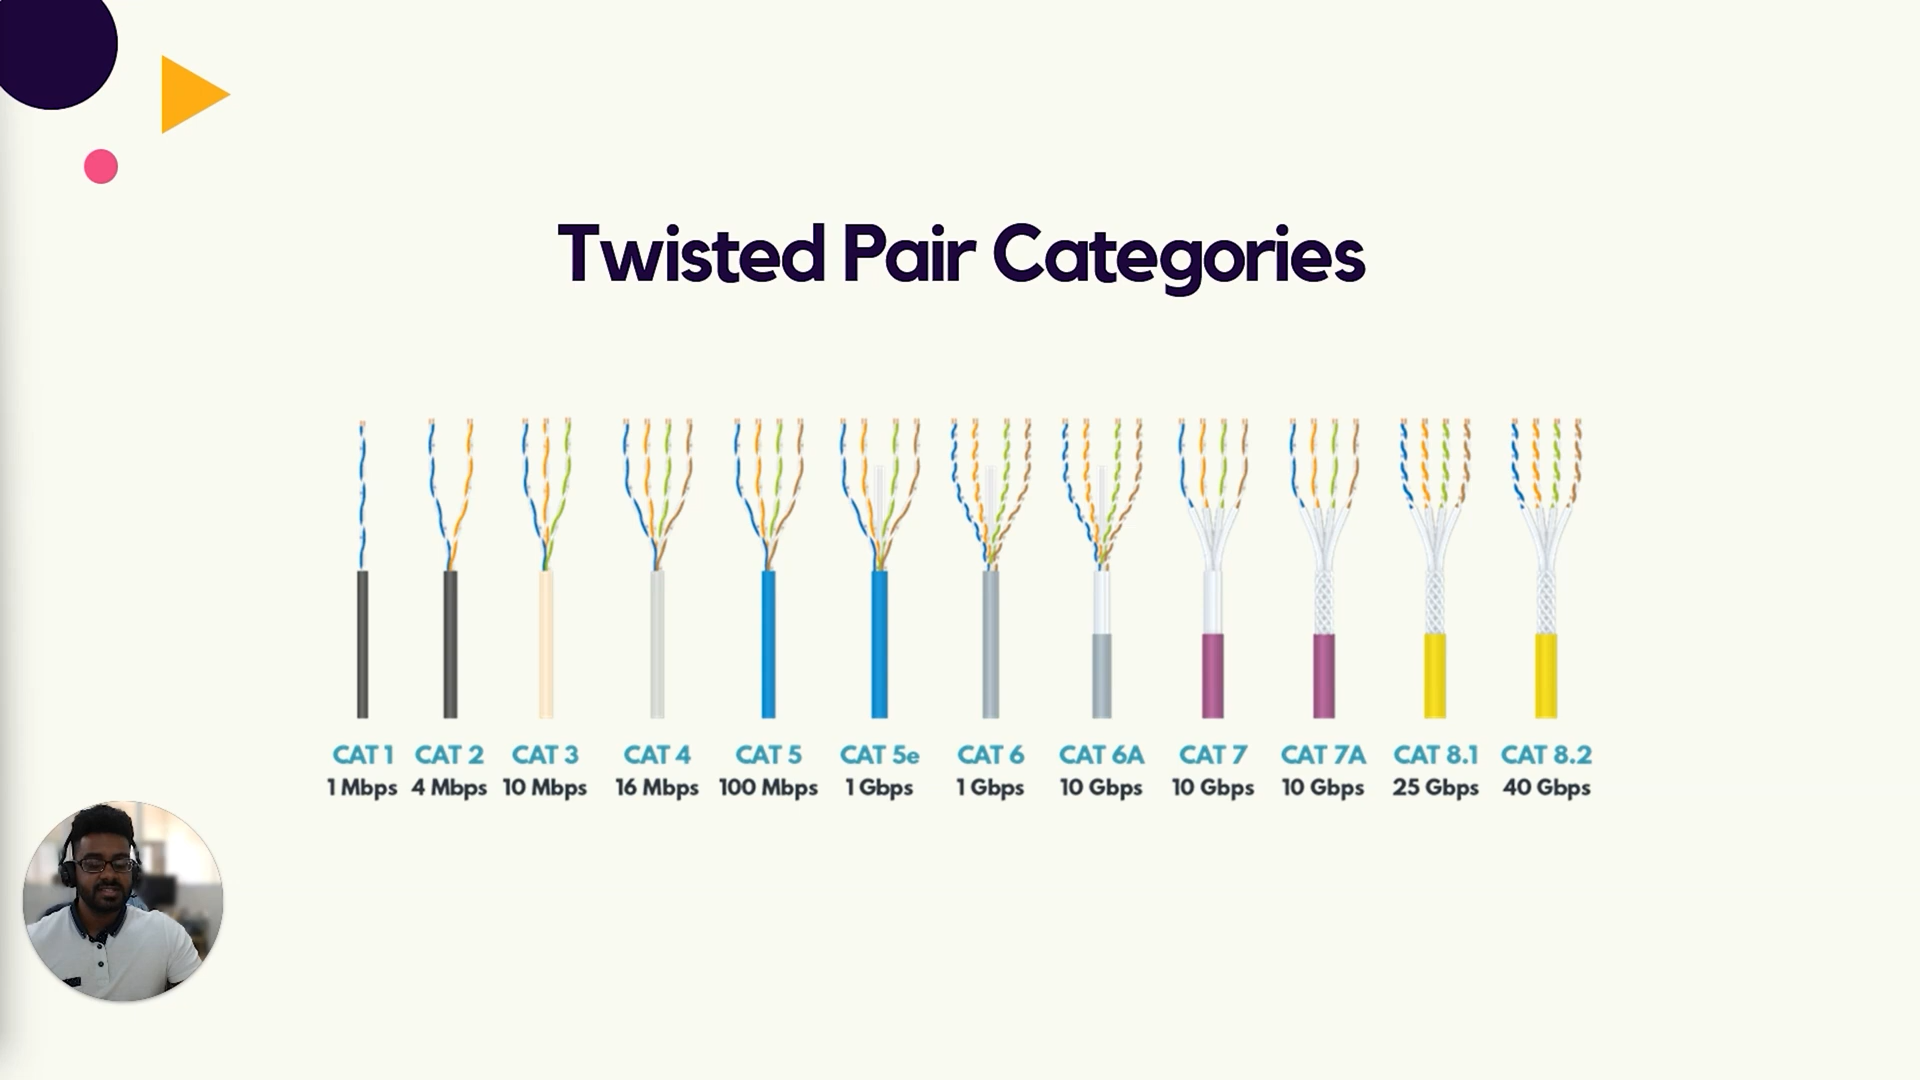 Twisted Pair Categories
CAT 1 CAT 2 CAT 3 CAT 4 CAT 5 CAT 5e CAT 6 CAT 6A CAT 7 CAT 7A CAT 8.1 CAT 8.2
1 Mbps 4 Mbps 10 Mbps 16 Mbps 100 Mbps 1 Gbps 1 Gbps 10 Gbps 10 Gbps 10 Gbps 25 Gbps 40 Gbps